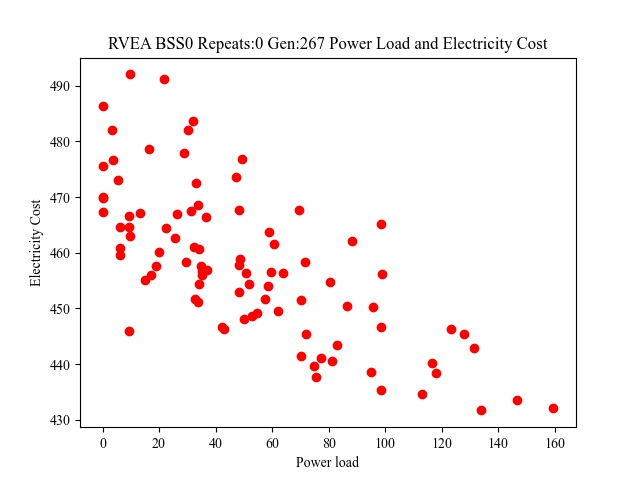 RVEA BSS0 Repeats:0 Gen:267 Power Load and Electricity Cost
490
480
470
460
450
440
430
Electricity Cost
0 20 40 60 80 100 120 140 160
Power load